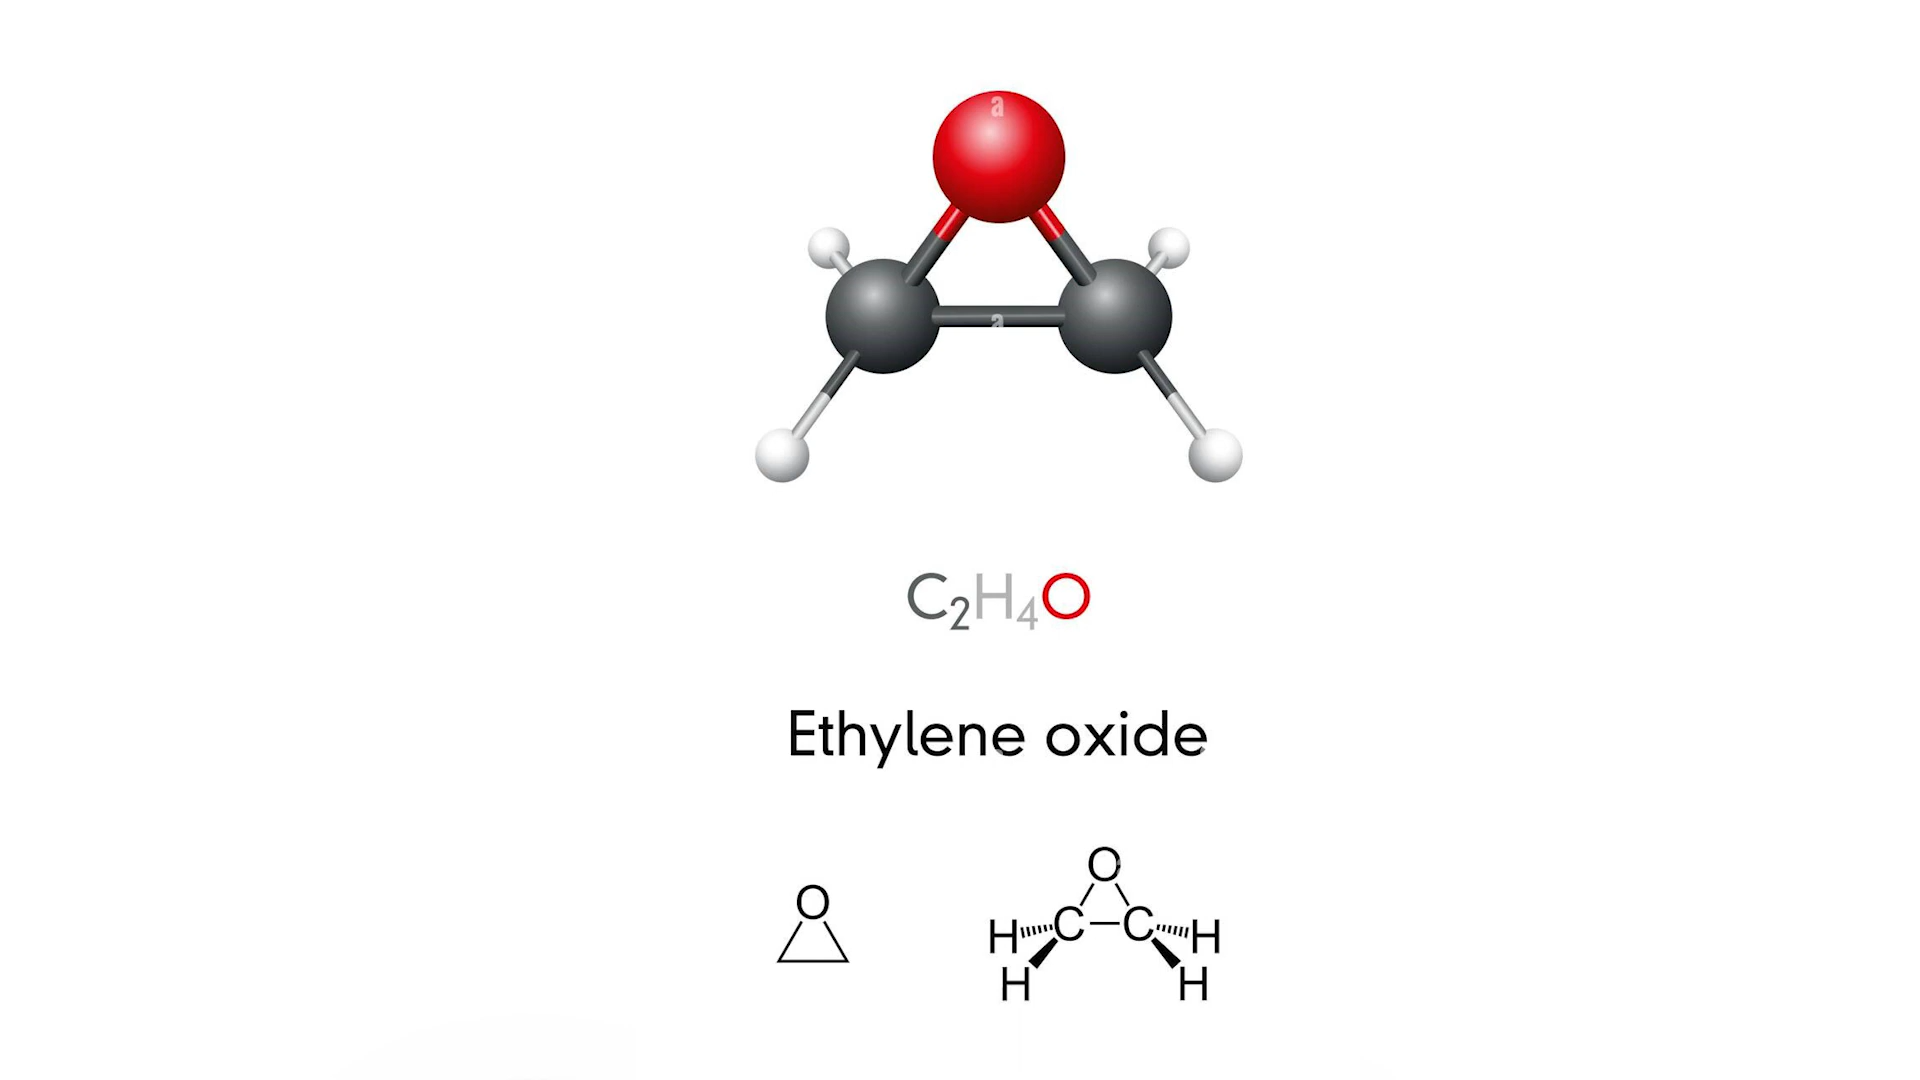 a
a
C₂H₄O
Ethylene oxide
O
O
H C C H
H H